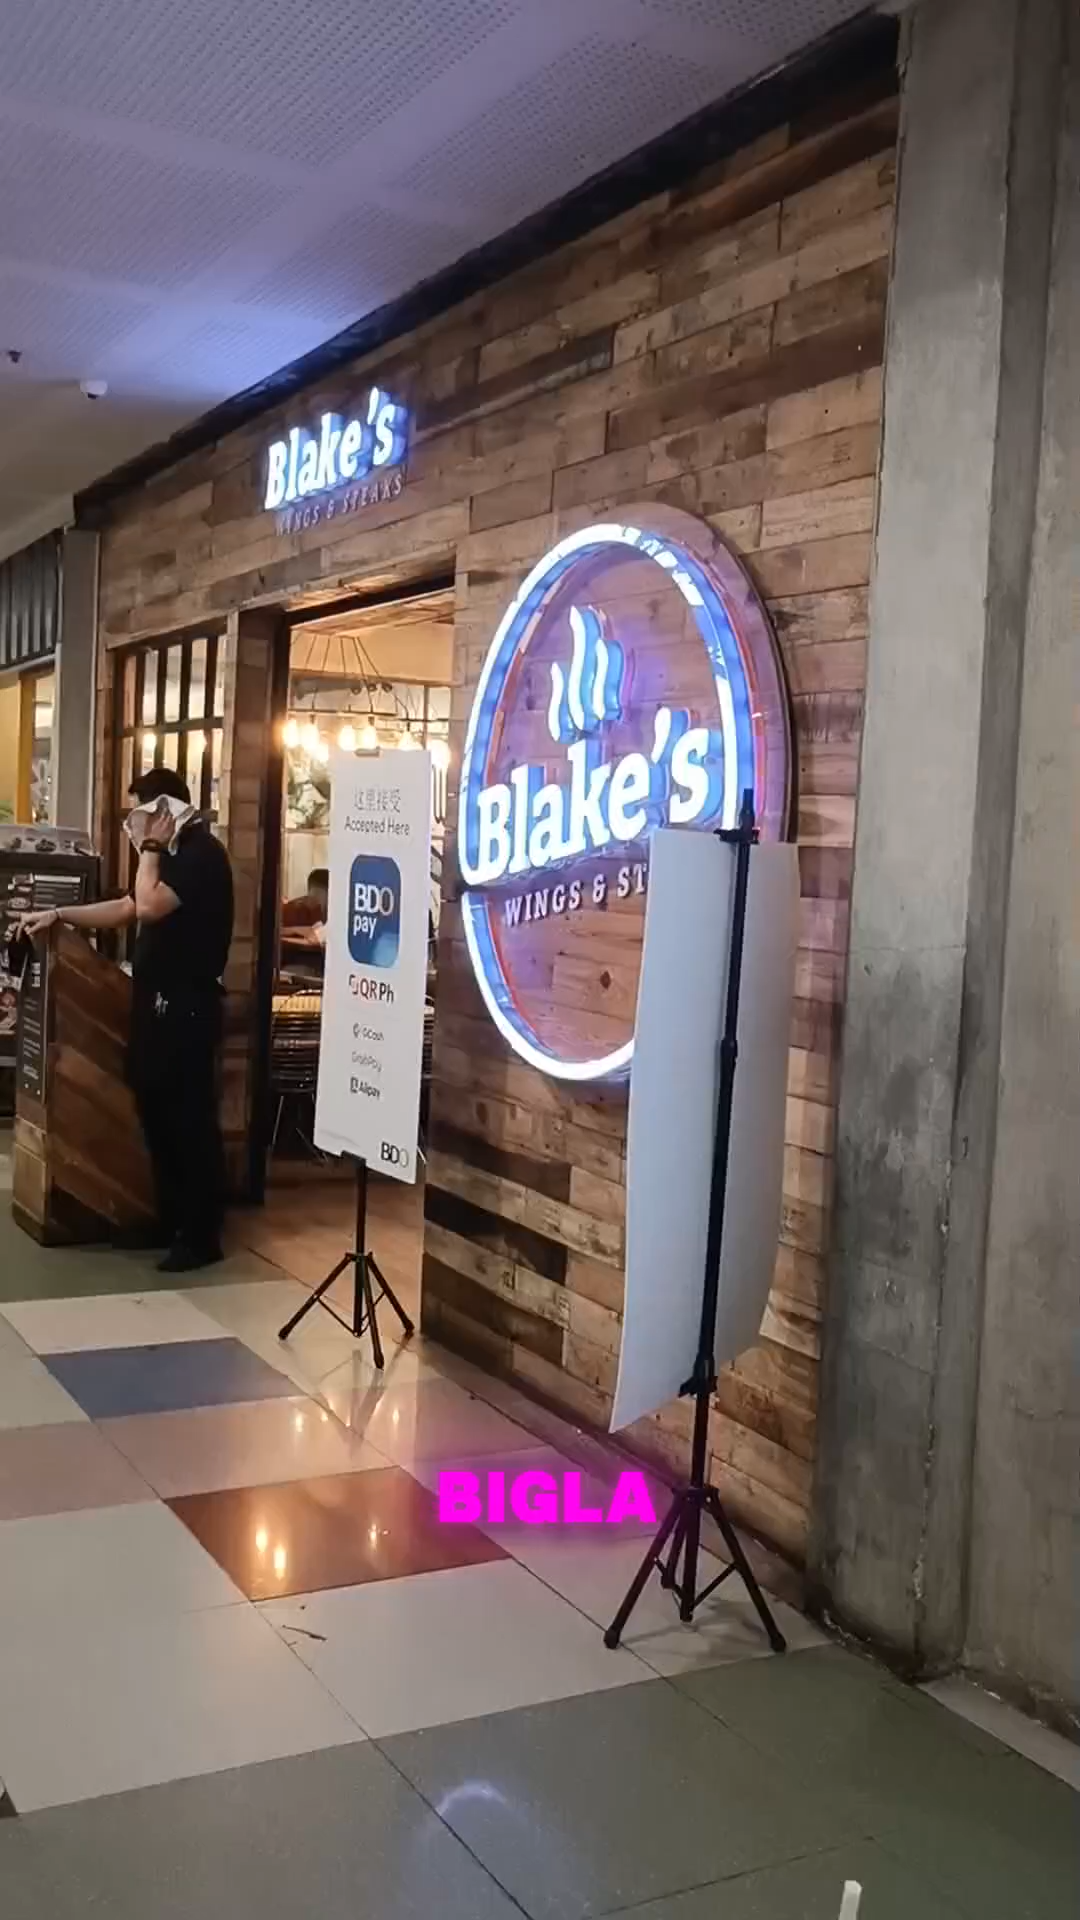 Blake's
WINGS & STEAKS
Blake's
WINGS & ST
这里接受
Accepted Here
BDO
pay
QRPh
GCash
GrabPay
Alipay
BDO
BIGLA